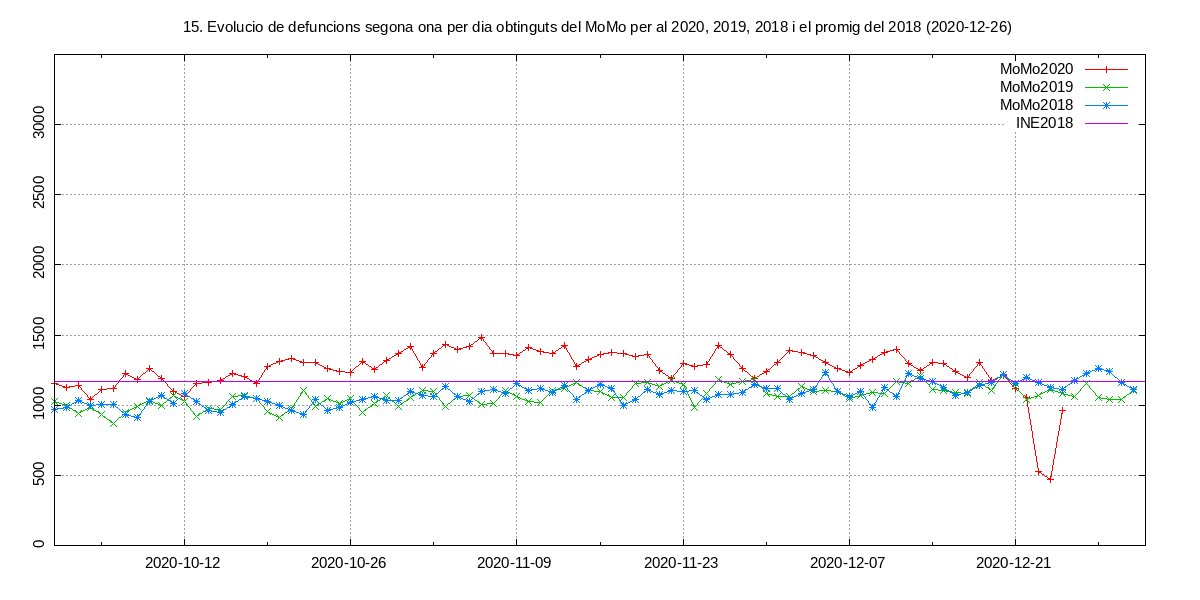 15. Evolucio de defuncions segona ona per dia obtinguts del MoMo per al 2020, 2019, 2018 i el promig del 2018 (2020-12-26)
MoMo2020
MoMo2019
MoMo2018
INE2018
3000
2500
2000
1500
1000
500
0
2020-10-12 2020-10-26 2020-11-09 2020-11-23 2020-12-07 2020-12-21